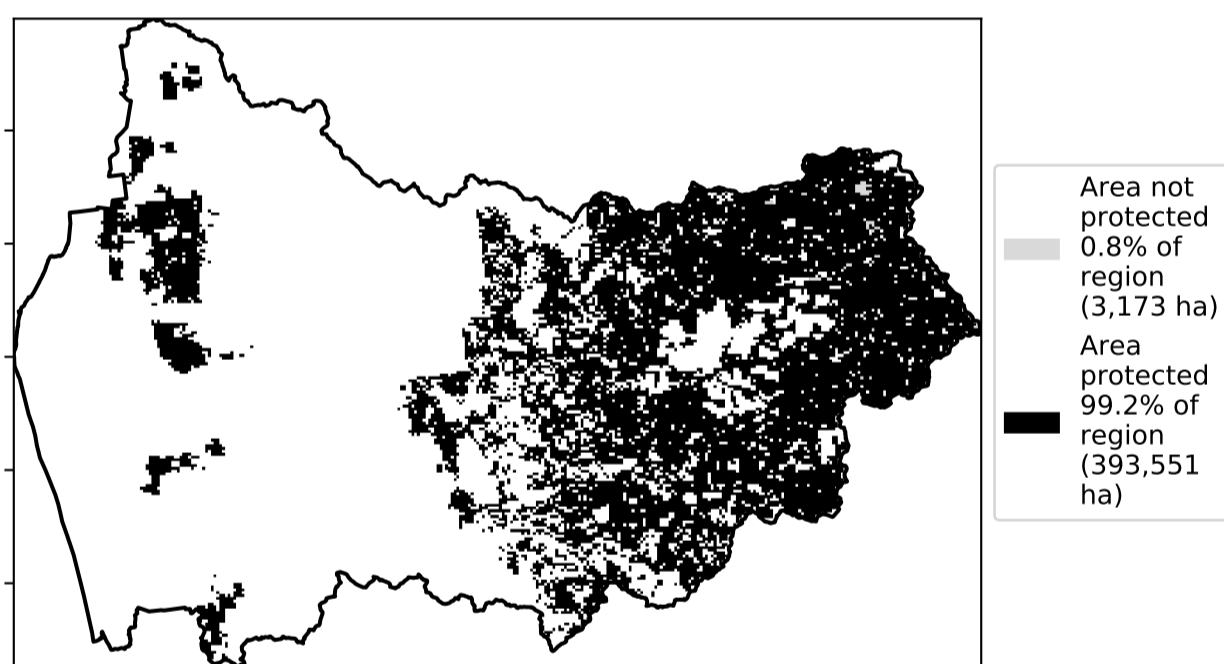 Area not
protected
0.8% of
region
(3,173 ha)
Area
protected
99.2% of
region
(393,551
ha)